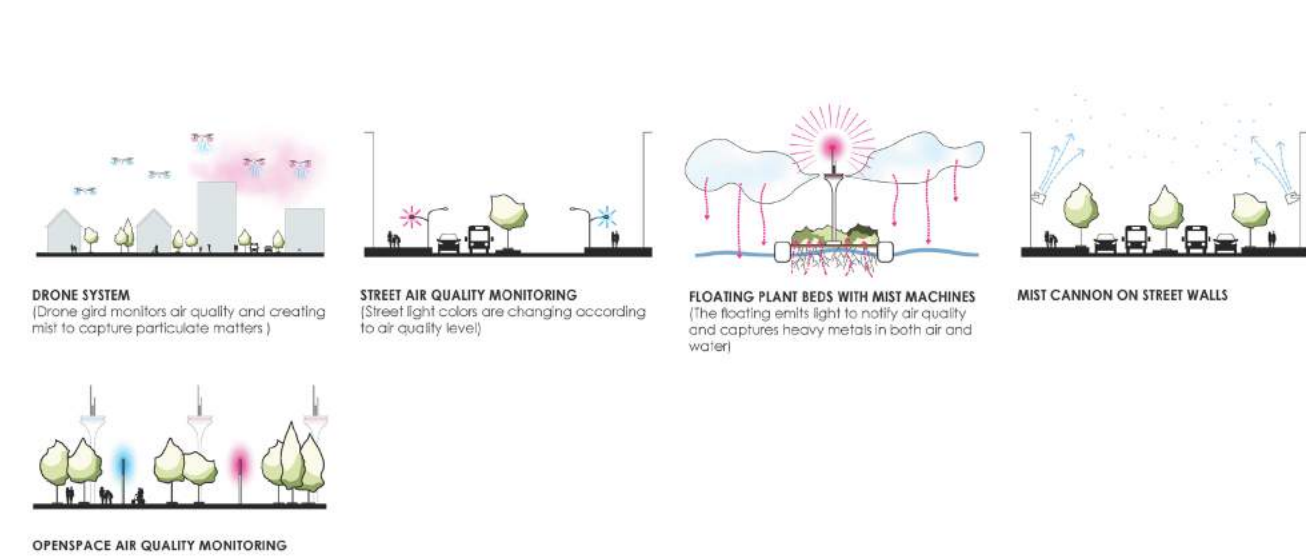 DRONE SYSTEM
(Drone gird monitors air quality and creating
mist to capture particulate matters )
STREET AIR QUALITY MONITORING
(Street light colors are changing according
to air quality level)
FLOATING PLANT BEDS WITH MIST MACHINES
(The floating emits light to notify air quality
and captures heavy metals in both air and
water)
MIST CANNON ON STREET WALLS
OPENSPACE AIR QUALITY MONITORING